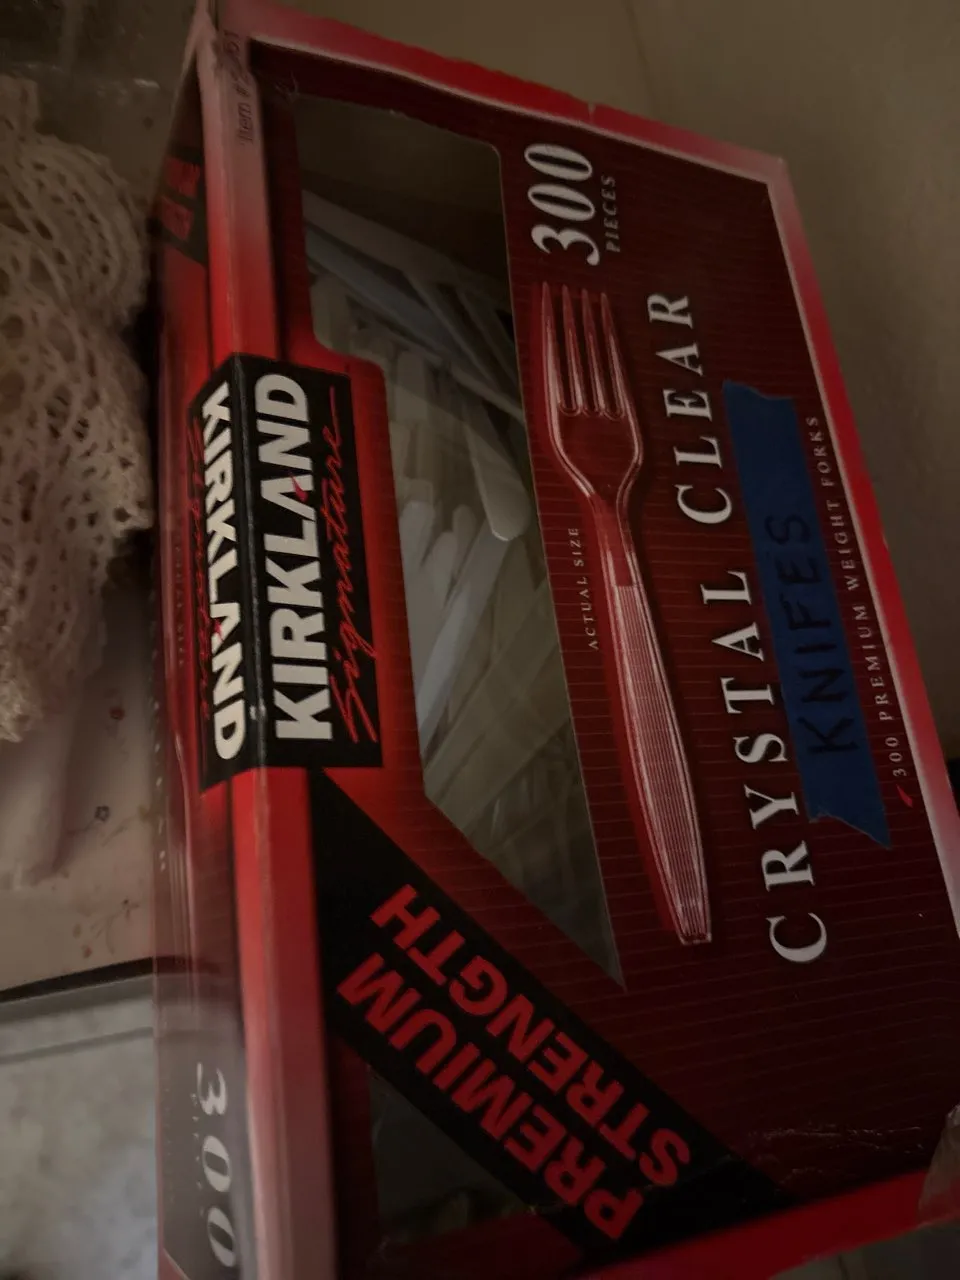 KIRKLAND
Signature
KIRKLAND
Signature
300
PIECES
ACTUAL SIZE
CRYSTAL CLEAR
KNIFES
300 PREMIUM WEIGHT FORKS
PREMIUM
STRENGTH
300